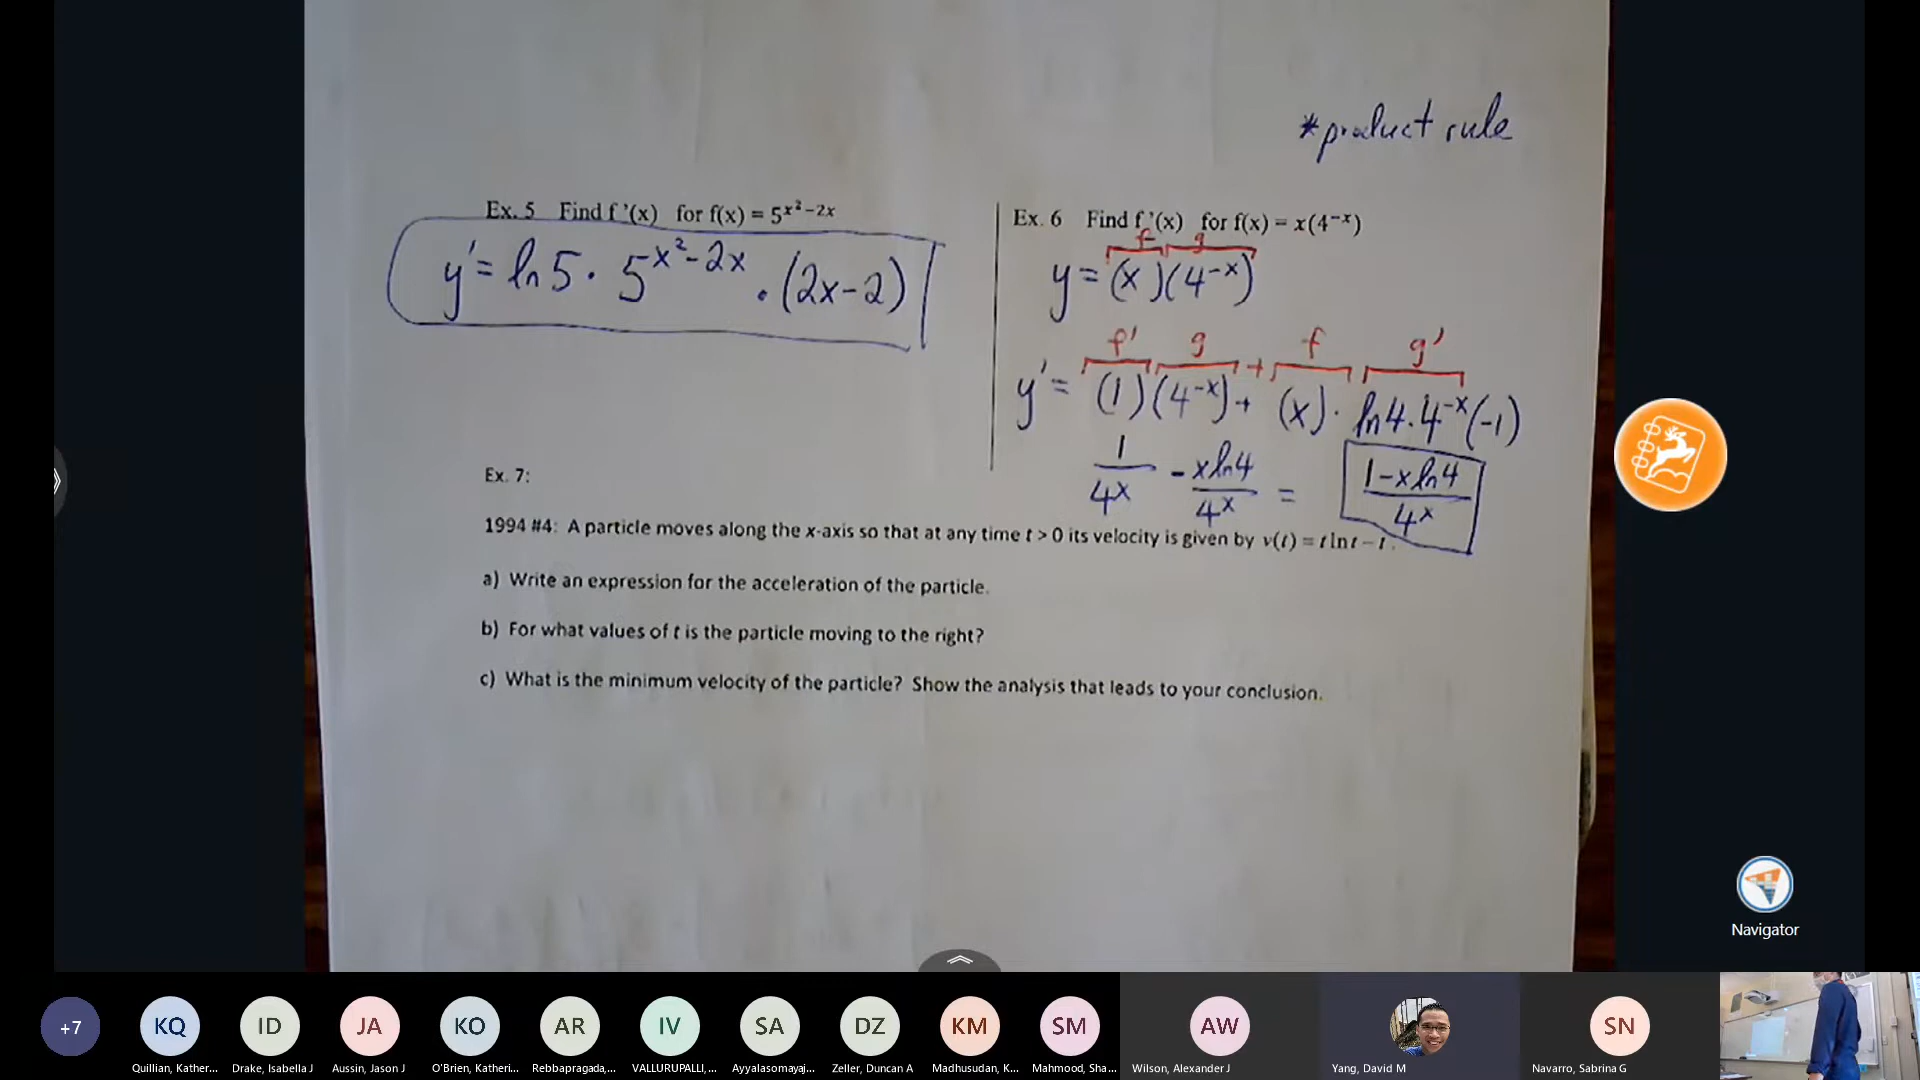 *product rule
Ex. 5 Find f '(x) for f(x) = 5^{x²-2x}
y' = ln5 · 5^{x²-2x} · (2x-2)
Ex. 6 Find f '(x) for f(x) = x(4^{-x})
f g
y = (x)(4^{-x})
f' g + f g'
y' = (1)(4^{-x}) + (x) · ln4 · 4^{-x}(-1)
1/4^x - xln4/4^x = 1-xln4/4^x
Ex. 7:
1994 #4: A particle moves along the x-axis so that at any time t > 0 its velocity is given by v(t) = t ln t - t.
a) Write an expression for the acceleration of the particle.
b) For what values of t is the particle moving to the right?
c) What is the minimum velocity of the particle? Show the analysis that leads to your conclusion.
Navigator
+7
KQ ID JA KO AR IV SA DZ KM SM AW SN
Quillian, Kather... Drake, Isabella J Aussin, Jason J O'Brien, Katheri... Rebbapragada,... VALLURUPALLI,... Ayyalasomayaj... Zeller, Duncan A Madhusudan, K... Mahmood, Sha... Wilson, Alexander J Yang, David M Navarro, Sabrina G